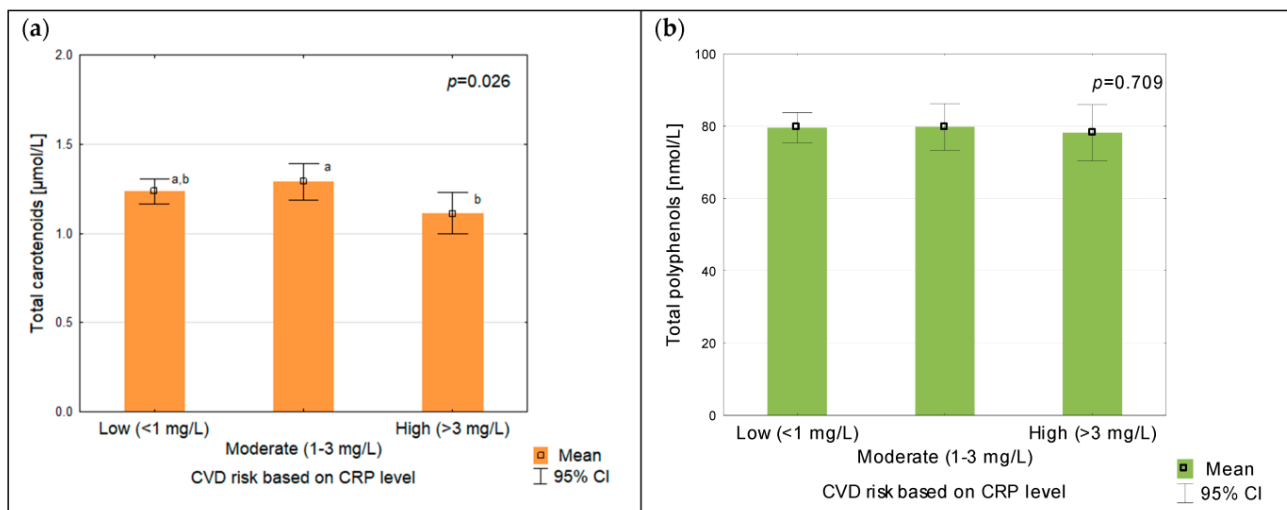 (a)
2.0
p=0.026
1.5
a,b
a
b
1.0
0.5
0.0
Total carotenoids [µmol/L]
Low (<1 mg/L)
High (>3 mg/L)
Moderate (1-3 mg/L)
Mean
CVD risk based on CRP level
95% CI
(b)
100
p=0.709
80
60
40
20
0
Total polyphenols [nmol/L]
Low (<1 mg/L)
High (>3 mg/L)
Moderate (1-3 mg/L)
Mean
CVD risk based on CRP level
95% CI